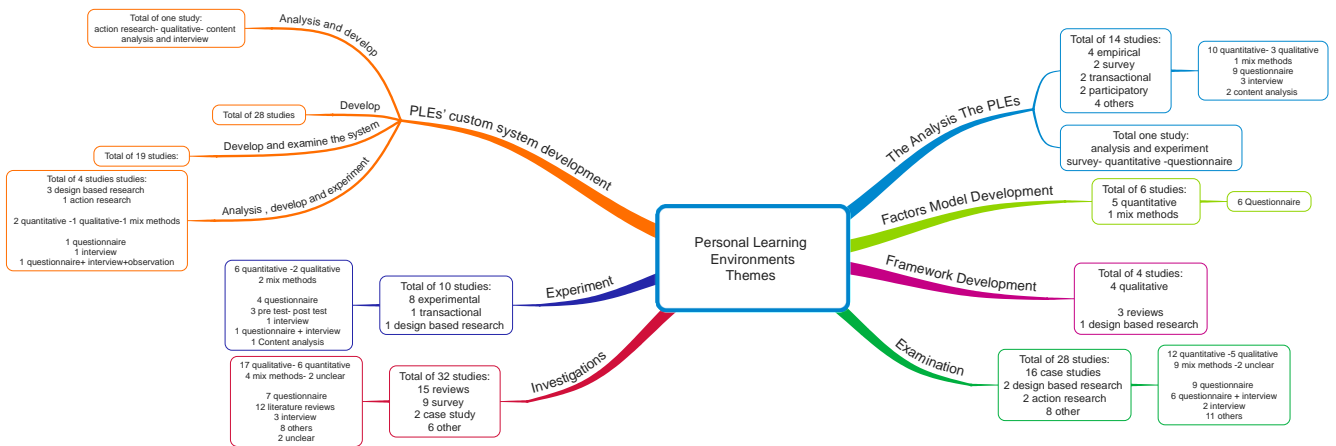 Personal Learning
Environments
Themes
PLEs' custom system development
Analysis and develop
Total of one study:
action research- qualitative- content
analysis and interview
Develop
Total of 28 studies
Develop and examine the system
Total of 19 studies:
Analysis , develop and experiment
Total of 4 studies studies:
3 design based research
1 action research
2 quantitative -1 qualitative-1 mix methods
1 questionnaire
1 interview
1 questionnaire+ interview+observation
Experiment
Total of 10 studies:
8 experimental
1 transactional
1 design based research
6 quantitative -2 qualitative
2 mix methods
4 questionnaire
3 pre test- post test
1 interview
1 questionnaire + interview
1 Content analysis
Investigations
Total of 32 studies:
15 reviews
9 survey
2 case study
6 other
17 qualitative- 6 quantitative
4 mix methods- 2 unclear
7 questionnaire
12 literature reviews
3 interview
8 others
2 unclear
The Analysis The PLEs
Total of 14 studies:
4 empirical
2 survey
2 transactional
2 participatory
4 others
10 quantitative- 3 qualitative
1 mix methods
9 questionnaire
3 interview
2 content analysis
Total one study:
analysis and experiment
survey- quantitative -questionnaire
Factors Model Development
Total of 6 studies:
5 quantitative
1 mix methods
6 Questionnaire
Framework Development
Total of 4 studies:
4 qualitative
3 reviews
1 design based research
Examination
Total of 28 studies:
16 case studies
2 design based research
2 action research
8 other
12 quantitative -5 qualitative
9 mix methods -2 unclear
9 questionnaire
6 questionnaire + interview
2 interview
11 others